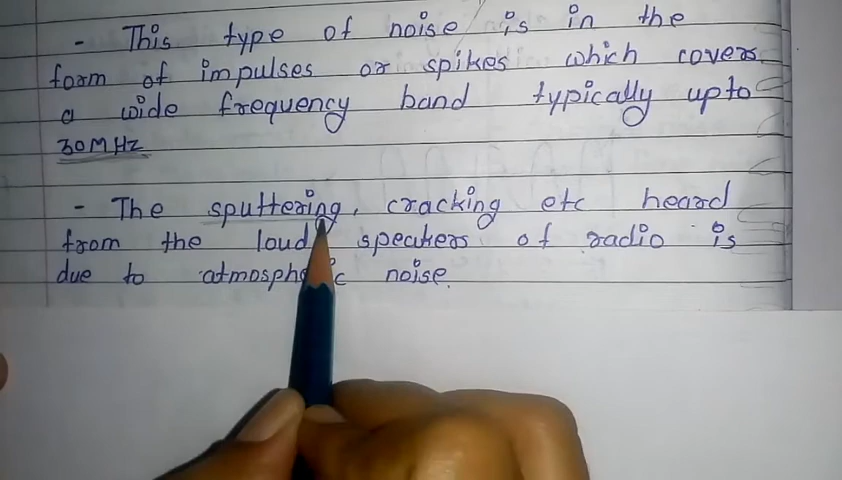 - This type of noise is in the
form of impulses or spikes which covers
a wide frequency band typically upto
30MHz
- The sputtering, cracking etc heard
from the loud speakers of radio is
due to atmospheric noise.